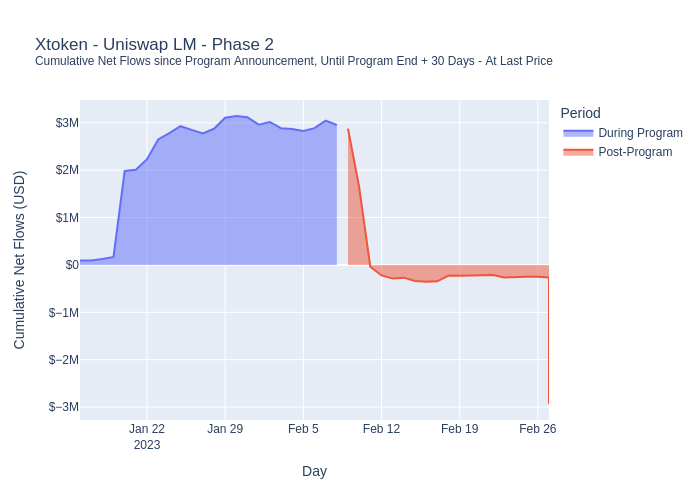 Xtoken - Uniswap LM - Phase 2
Cumulative Net Flows since Program Announcement, Until Program End + 30 Days - At Last Price
Period
During Program
Post-Program
Cumulative Net Flows (USD)
$3M
$2M
$1M
$0
$−1M
$−2M
$−3M
Jan 22
2023
Jan 29
Feb 5
Feb 12
Feb 19
Feb 26
Day